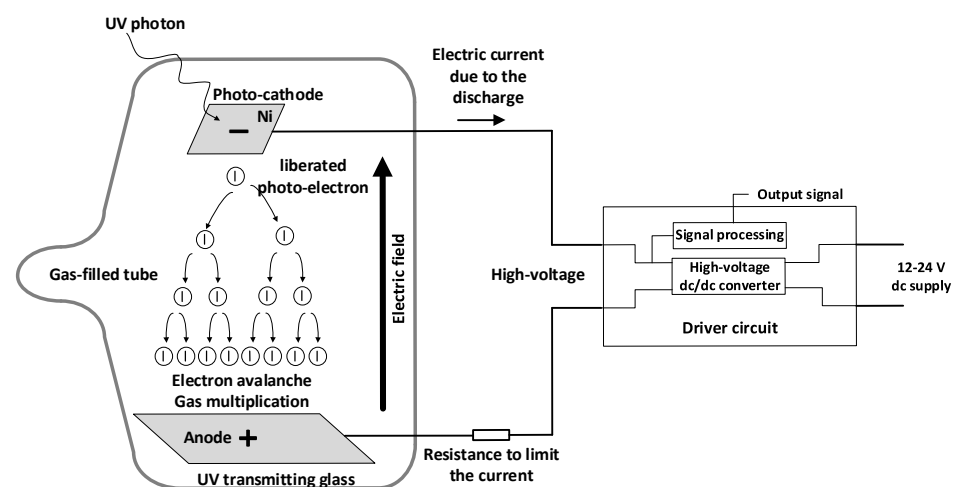 UV photon
Photo-cathode
Ni
−
liberated
photo-electron
I
I I
I I I I
I I I I I I I I
Gas-filled tube
Electric field
Electron avalanche
Gas multiplication
Anode +
UV transmitting glass
Electric current
due to the
discharge
High-voltage
Resistance to limit
the current
Output signal
Signal processing
High-voltage
dc/dc converter
Driver circuit
12-24 V
dc supply